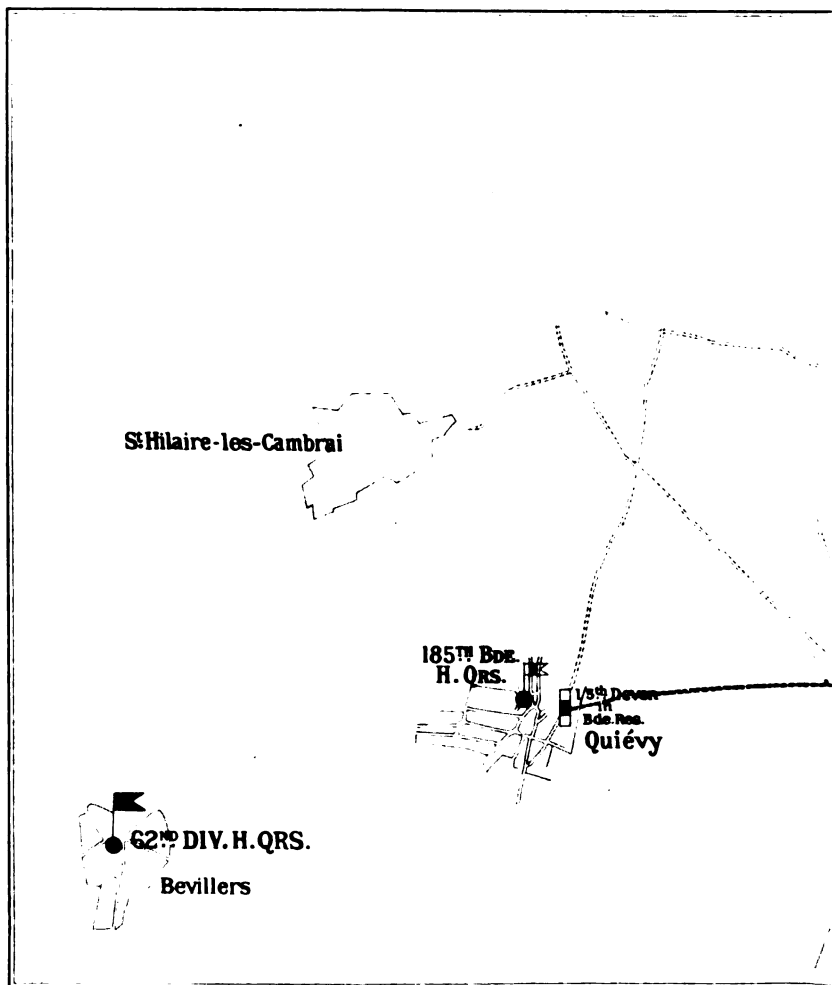 St Hilaire-les-Cambrai
185TH BDE.
H. QRS.
1/5th Devon
in
Bde. Res.
Quiévy
62ND DIV. H. QRS.
Bevillers